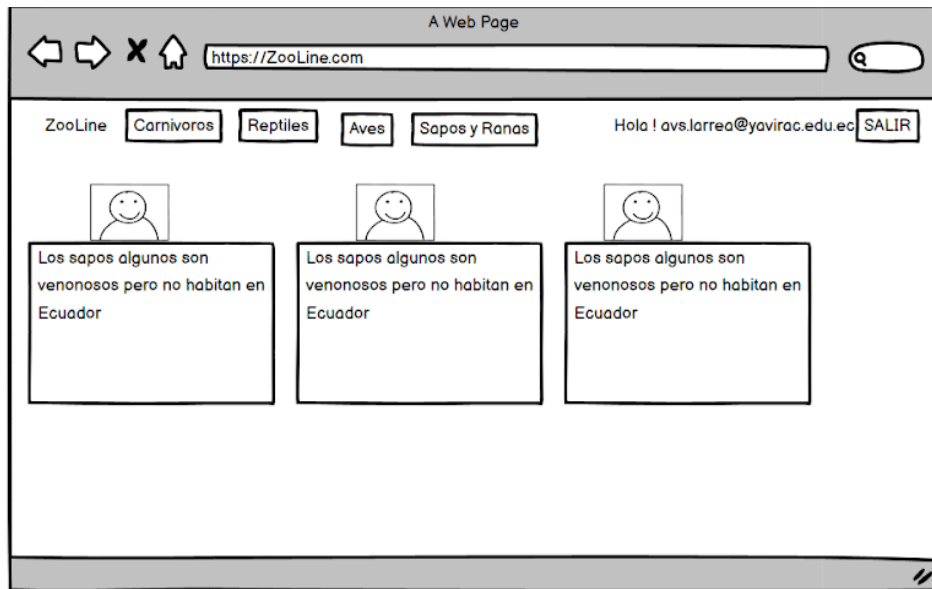 A Web Page
https://ZooLine.com
ZooLine Carnivoros Reptiles Aves Sapos y Ranas Hola ! avs.larrea@yavirac.edu.ec SALIR
Los sapos algunos son
venonosos pero no habitan en
Ecuador
Los sapos algunos son
venonosos pero no habitan en
Ecuador
Los sapos algunos son
venonosos pero no habitan en
Ecuador